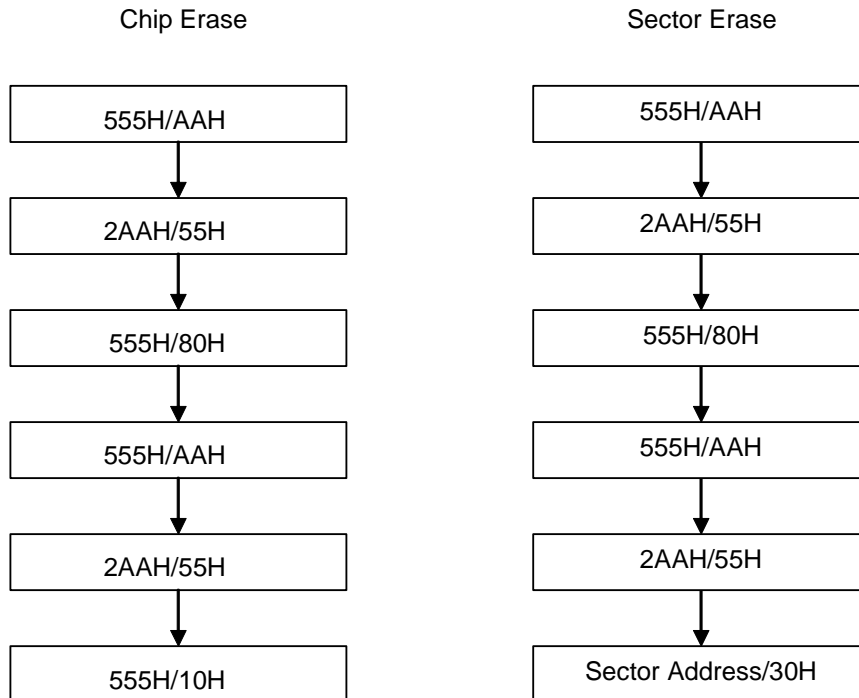 Chip Erase
555H/AAH
2AAH/55H
555H/80H
555H/AAH
2AAH/55H
555H/10H
Sector Erase
555H/AAH
2AAH/55H
555H/80H
555H/AAH
2AAH/55H
Sector Address/30H